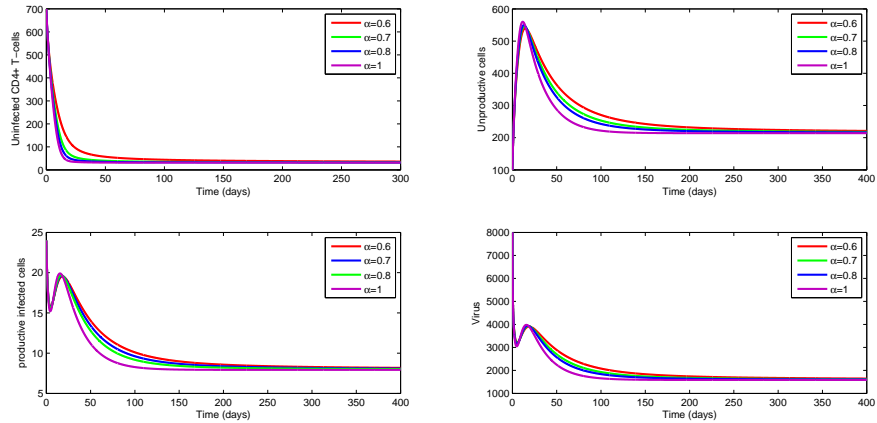 Uninfected CD4+ T−cells
700
600
500
400
300
200
100
0
0 50 100 150 200 250 300
Time (days)
α=0.6
α=0.7
α=0.8
α=1
Unproductive cells
600
500
400
300
200
100
0 50 100 150 200 250 300 350 400
Time (days)
α=0.6
α=0.7
α=0.8
α=1
productive infected cells
25
20
15
10
5
0 50 100 150 200 250 300 350 400
Time (days)
α=0.6
α=0.7
α=0.8
α=1
Virus
8000
7000
6000
5000
4000
3000
2000
1000
0 50 100 150 200 250 300 350 400
Time (days)
α=0.6
α=0.7
α=0.8
α=1